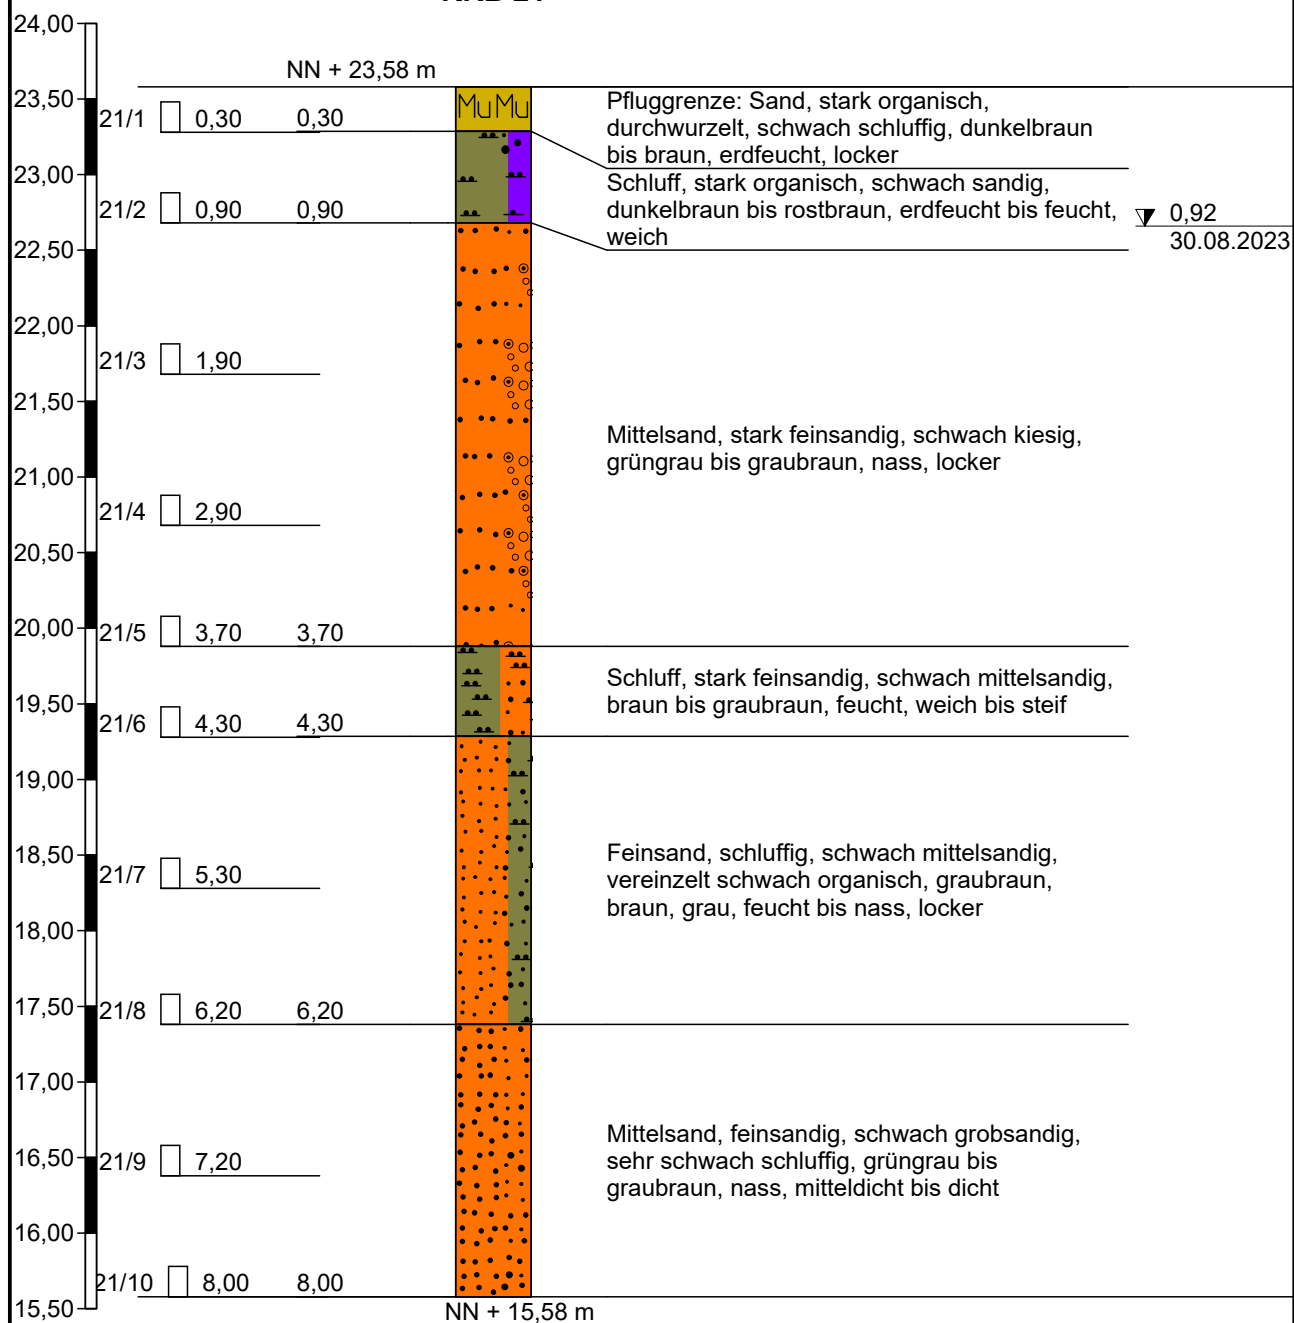 24,00
NN + 23,58 m
23,50
21/1 0,30 0,30
MuMu
Pfluggrenze: Sand, stark organisch,
durchwurzelt, schwach schluffig, dunkelbraun
bis braun, erdfeucht, locker
23,00
21/2 0,90 0,90
Schluff, stark organisch, schwach sandig,
dunkelbraun bis rostbraun, erdfeucht bis feucht,
weich
0,92
30.08.2023
22,50
22,00
21/3 1,90
21,50
Mittelsand, stark feinsandig, schwach kiesig,
grüngrau bis graubraun, nass, locker
21,00
21/4 2,90
20,50
20,00
21/5 3,70 3,70
Schluff, stark feinsandig, schwach mittelsandig,
braun bis graubraun, feucht, weich bis steif
19,50
21/6 4,30 4,30
19,00
18,50
21/7 5,30
Feinsand, schluffig, schwach mittelsandig,
vereinzelt schwach organisch, graubraun,
braun, grau, feucht bis nass, locker
18,00
17,50
21/8 6,20 6,20
17,00
16,50
21/9 7,20
Mittelsand, feinsandig, schwach grobsandig,
sehr schwach schluffig, grüngrau bis
graubraun, nass, mitteldicht bis dicht
16,00
21/10 8,00 8,00
15,50
NN + 15,58 m